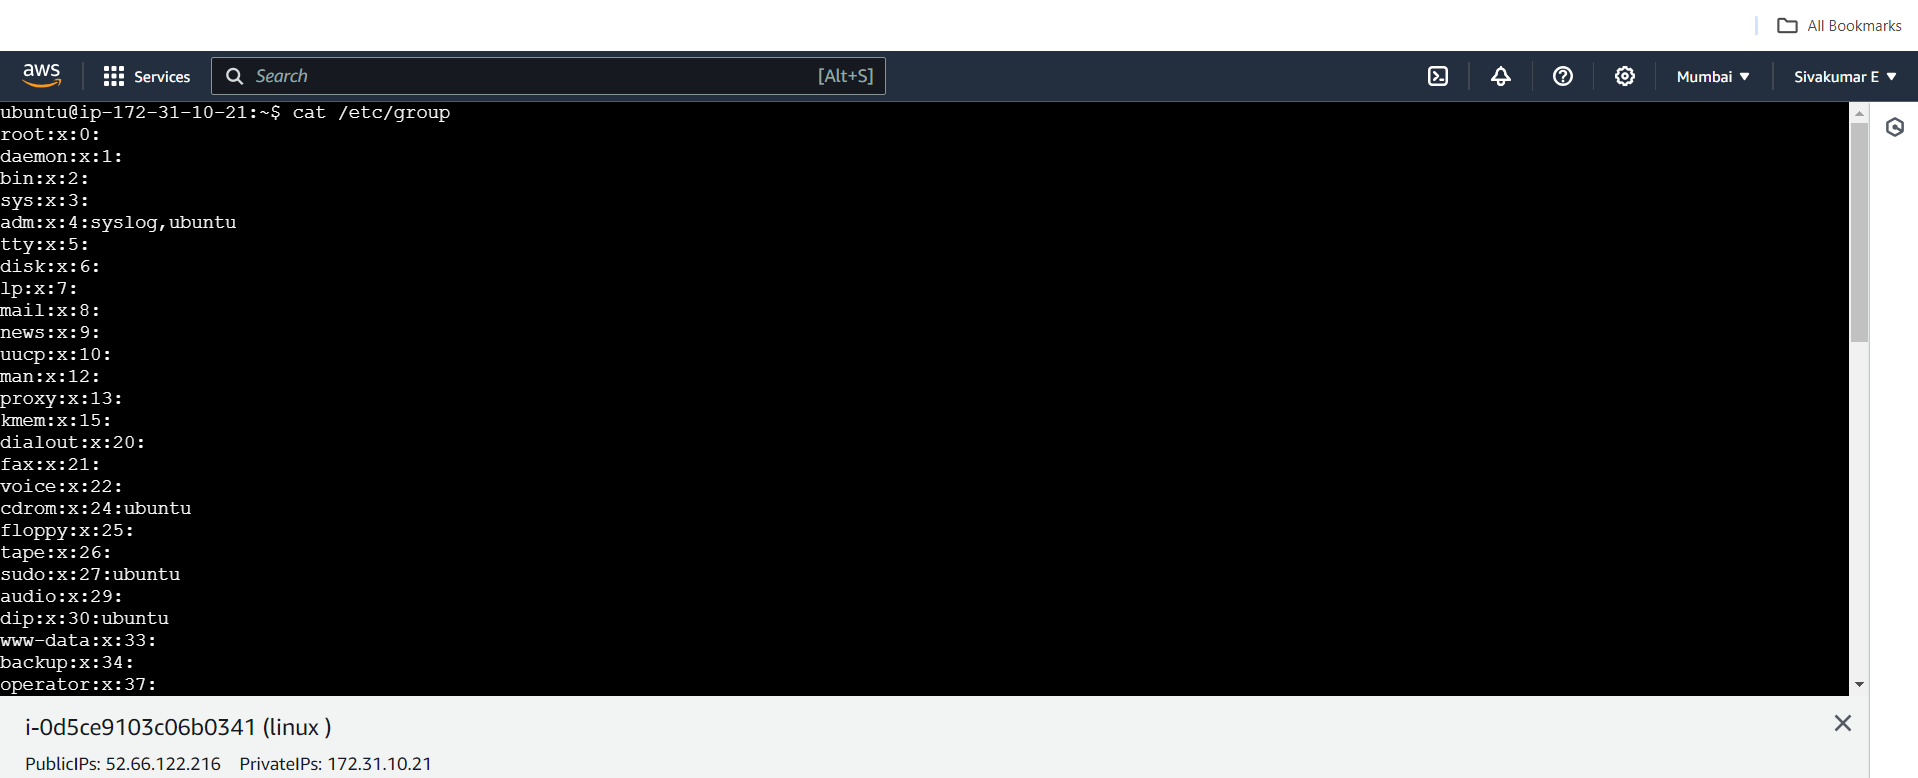 All Bookmarks
aws Services Search [Alt+S] Mumbai Sivakumar E
ubuntu@ip-172-31-10-21:~$ cat /etc/group
root:x:0:
daemon:x:1:
bin:x:2:
sys:x:3:
adm:x:4:syslog,ubuntu
tty:x:5:
disk:x:6:
lp:x:7:
mail:x:8:
news:x:9:
uucp:x:10:
man:x:12:
proxy:x:13:
kmem:x:15:
dialout:x:20:
fax:x:21:
voice:x:22:
cdrom:x:24:ubuntu
floppy:x:25:
tape:x:26:
sudo:x:27:ubuntu
audio:x:29:
dip:x:30:ubuntu
www-data:x:33:
backup:x:34:
operator:x:37:
i-0d5ce9103c06b0341 (linux )
PublicIPs: 52.66.122.216 PrivateIPs: 172.31.10.21